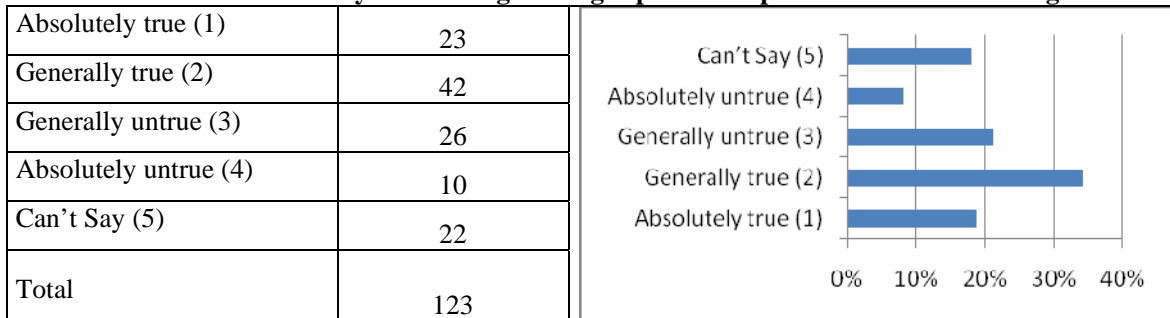 Absolutely true (1) 23
Generally true (2) 42
Generally untrue (3) 26
Absolutely untrue (4) 10
Can’t Say (5) 22
Total 123
Can’t Say (5)
Absolutely untrue (4)
Generally untrue (3)
Generally true (2)
Absolutely true (1)
0% 10% 20% 30% 40%